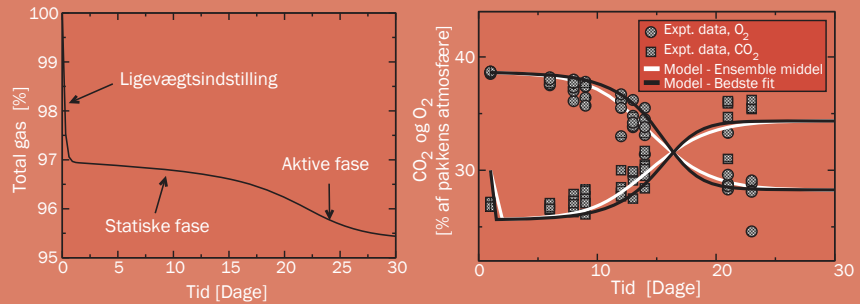 Total gas [%]
100
99
98
97
96
95
Ligevægtsindstilling
Aktive fase
Statiske fase
0
5
10
15
20
25
30
Tid [Dage]
CO2 og O2
[% af pakkens atmosfære]
40
30
Expt. data, O2
Expt. data, CO2
Model - Ensemble middel
Model - Bedste fit
0
10
20
30
Tid [Dage]